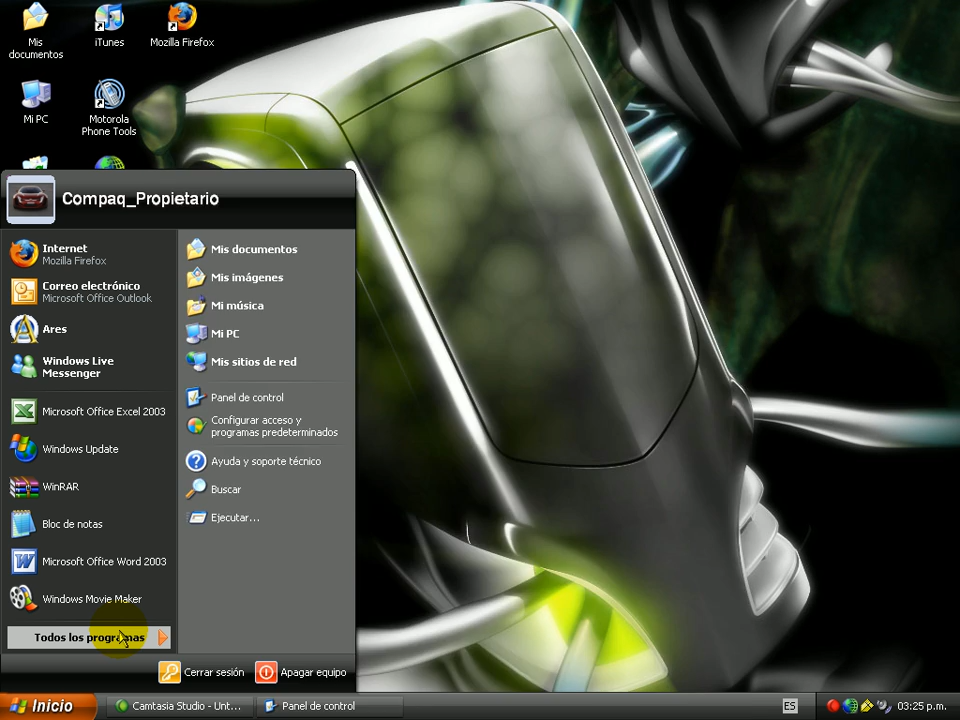 Mis documentos
iTunes
Mozilla Firefox
Mi PC
Motorola
Phone Tools
Compaq_Propietario
Internet
Mozilla Firefox
Correo electrónico
Microsoft Office Outlook
Ares
Windows Live
Messenger
Microsoft Office Excel 2003
Windows Update
WinRAR
Bloc de notas
Microsoft Office Word 2003
Windows Movie Maker
Todos los programas
Mis documentos
Mis imágenes
Mi música
Mi PC
Mis sitios de red
Panel de control
Configurar acceso y
programas predeterminados
Ayuda y soporte técnico
Buscar
Ejecutar...
Cerrar sesión
Apagar equipo
Inicio
Camtasia Studio - Unt...
Panel de control
ES
03:25 p.m.